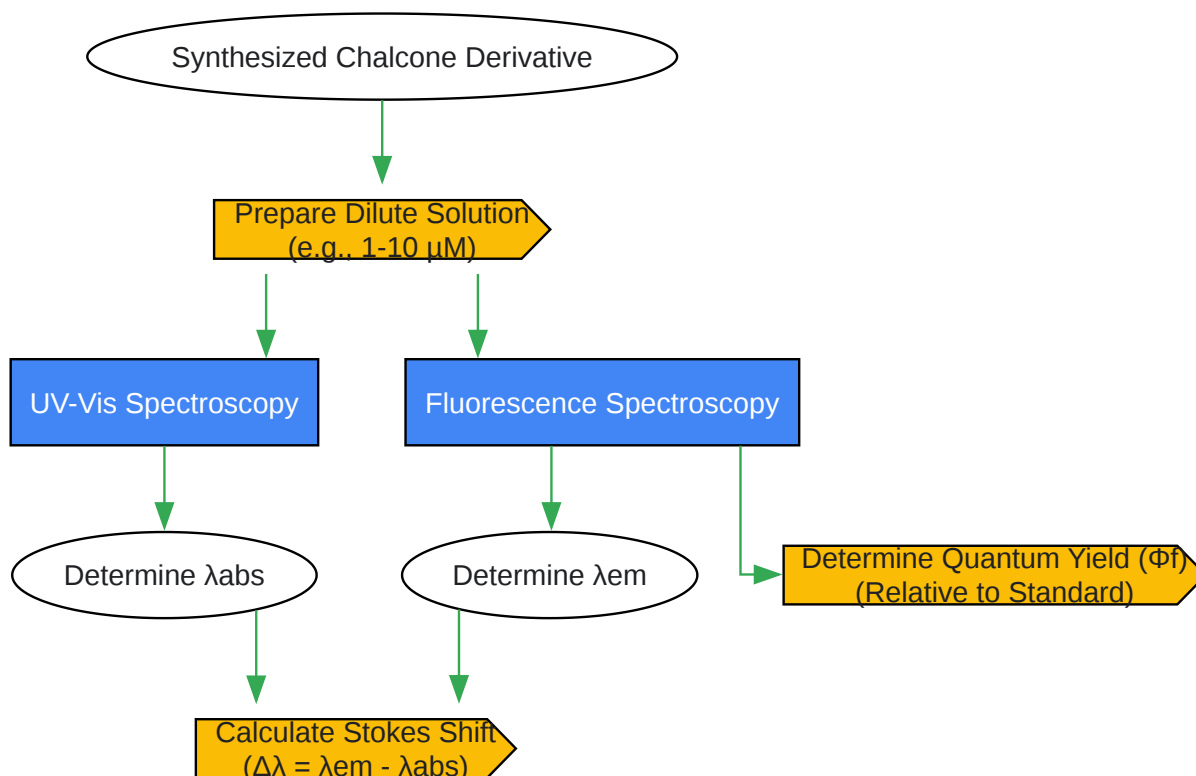 Synthesized Chalcone Derivative
Prepare Dilute Solution
(e.g., 1-10 µM)
UV-Vis Spectroscopy
Fluorescence Spectroscopy
Determine λabs
Determine λem
Determine Quantum Yield (Φf)
(Relative to Standard)
Calculate Stokes Shift
(Δλ = λem - λabs)